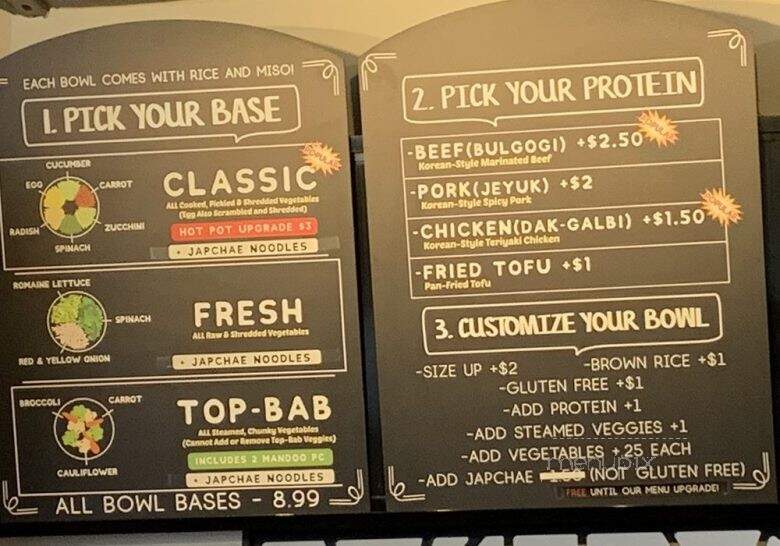 EACH BOWL COMES WITH RICE AND MISO!
1. PICK YOUR BASE
CUCUMBER
EGG
CARROT
RADISH
ZUCCHINI
SPINACH
CLASSIC
ALL Cooked, Pickled & Shredded Vegetables
(Egg Also Scrambled and Shredded)
HOT POT UPGRADE $3
+ JAPCHAE NOODLES
ROMAINE LETTUCE
SPINACH
RED & YELLOW ONION
FRESH
ALL Raw & Shredded Vegetables
+ JAPCHAE NOODLES
BROCCOLI
CARROT
CAULIFLOWER
TOP-BAB
ALL Steamed, Chunky Vegetables
(Cannot Add or Remove Top-Bab Veggies)
INCLUDES 2 MANDOO PC
+ JAPCHAE NOODLES
ALL BOWL BASES - 8.99
2. PICK YOUR PROTEIN
-BEEF(BULGOGI) +$2.50
Korean-Style Marinated Beef
-PORK(JEYUK) +$2
Korean-Style Spicy Pork
-CHICKEN(DAK-GALBI) +$1.50
Korean-Style Teriyaki Chicken
-FRIED TOFU +$1
Pan-Fried Tofu
3. CUSTOMIZE YOUR BOWL
-SIZE UP +$2 -BROWN RICE +$1
-GLUTEN FREE +$1
-ADD PROTEIN +1
-ADD STEAMED VEGGIES +1
-ADD VEGETABLES +.25 EACH
-ADD JAPCHAE (NOT GLUTEN FREE)
FREE UNTIL OUR MENU UPGRADE!
menupix